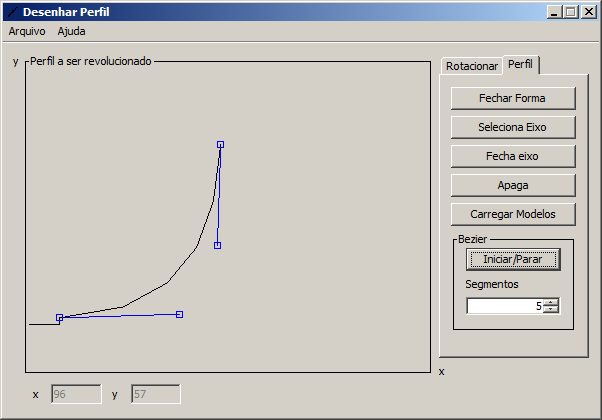 Desenhar Perfil
Arquivo Ajuda
y Perfil a ser revolucionado
Rotacionar Perfil
Fechar Forma
Seleciona Eixo
Fecha eixo
Apaga
Carregar Modelos
Bezier
Iniciar/Parar
Segmentos
5
x
x 96 y 57